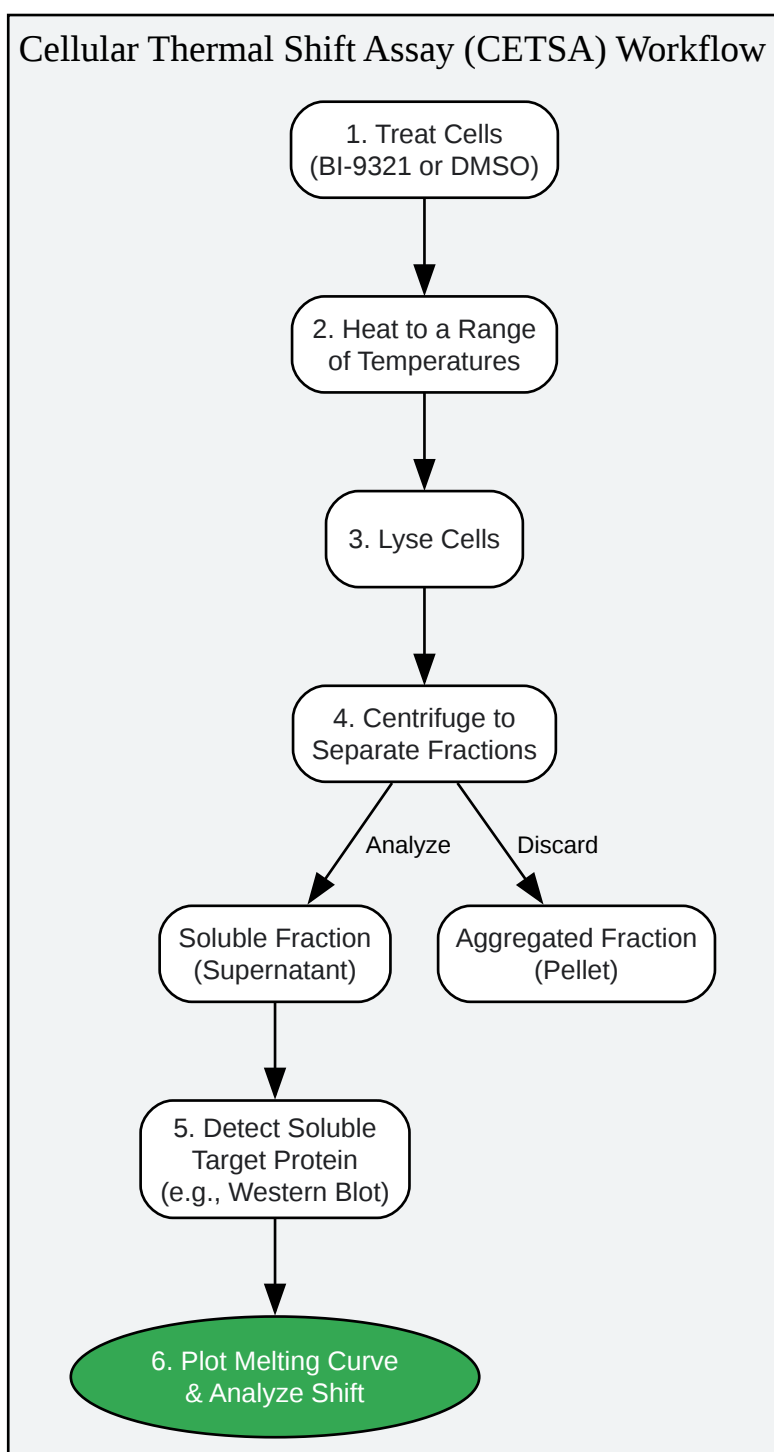 Cellular Thermal Shift Assay (CETSA) Workflow
1. Treat Cells
(BI-9321 or DMSO)
2. Heat to a Range
of Temperatures
3. Lyse Cells
4. Centrifuge to
Separate Fractions
Analyze
Discard
Soluble Fraction
(Supernatant)
Aggregated Fraction
(Pellet)
5. Detect Soluble
Target Protein
(e.g., Western Blot)
6. Plot Melting Curve
& Analyze Shift